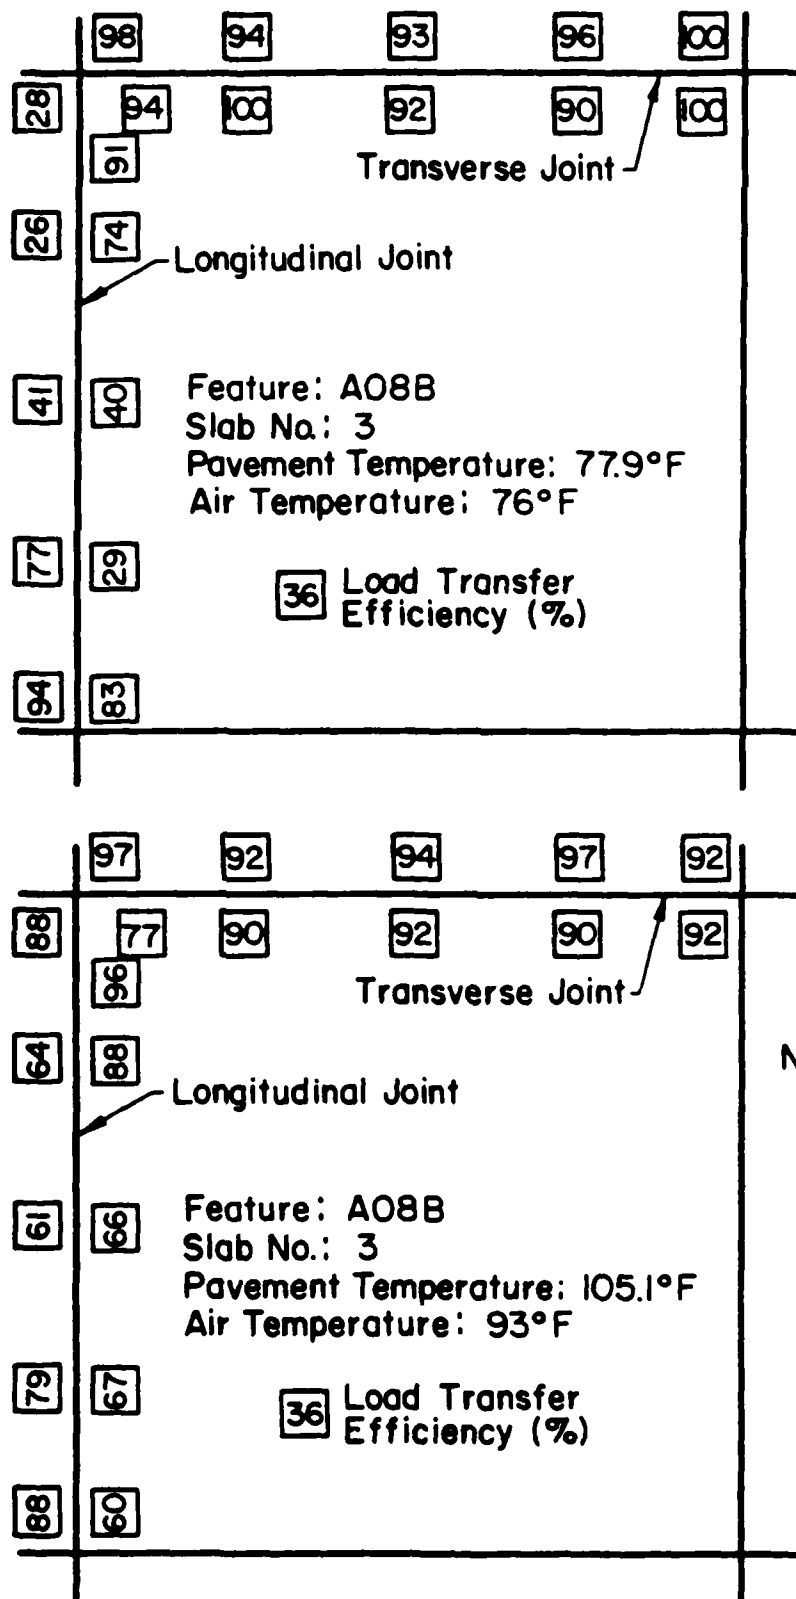 98 94 93 96 100
28 94 100 92 90 100
91
Transverse Joint
26 74
Longitudinal Joint
41 40
Feature: A08B
Slab No.: 3
Pavement Temperature: 77.9°F
Air Temperature: 76°F
77 29
36 Load Transfer
Efficiency (%)
94 83
97 92 94 97 92
88 77 90 92 90 92
96
Transverse Joint
64 88
N
Longitudinal Joint
61 66
Feature: A08B
Slab No.: 3
Pavement Temperature: 105.1°F
Air Temperature: 93°F
79 67
36 Load Transfer
Efficiency (%)
88 60